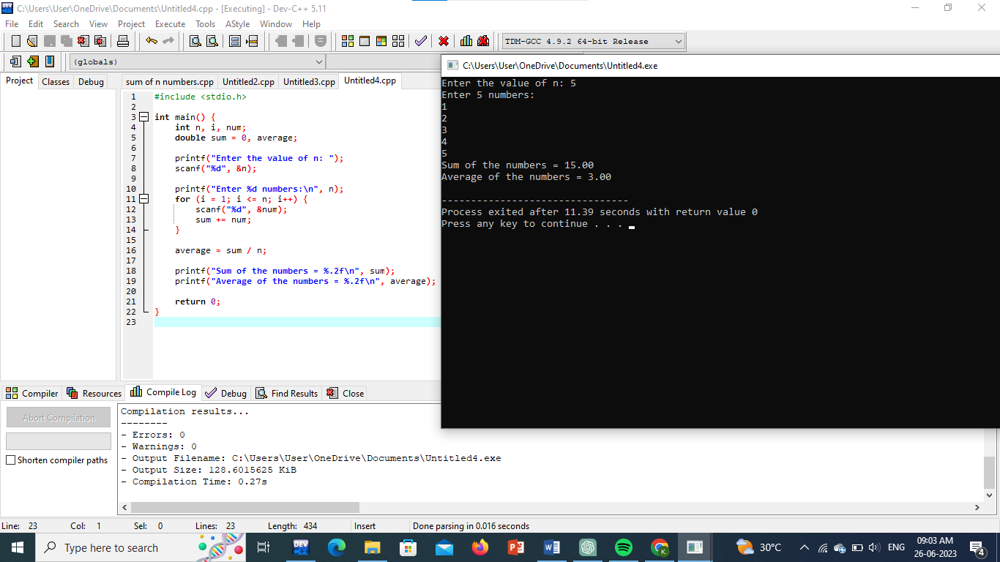 C:\Users\User\OneDrive\Documents\Untitled4.cpp - [Executing] - Dev-C++ 5.11
File Edit Search View Project Execute Tools AStyle Window Help
TDM-GCC 4.9.2 64-bit Release
(globals)
Project Classes Debug
sum of n numbers.cpp Untitled2.cpp Untitled3.cpp Untitled4.cpp
1 #include <stdio.h>
2
3 int main() {
4 int n, i, num;
5 double sum = 0, average;
6
7 printf("Enter the value of n: ");
8 scanf("%d", &n);
9
10 printf("Enter %d numbers:\n", n);
11 for (i = 1; i <= n; i++) {
12 scanf("%d", &num);
13 sum += num;
14 }
15
16 average = sum / n;
17
18 printf("Sum of the numbers = %.2f\n", sum);
19 printf("Average of the numbers = %.2f\n", average);
20
21 return 0;
22 }
23
C:\Users\User\OneDrive\Documents\Untitled4.exe
Enter the value of n: 5
Enter 5 numbers:
1
2
3
4
5
Sum of the numbers = 15.00
Average of the numbers = 3.00
--------------------------------
Process exited after 11.39 seconds with return value 0
Press any key to continue . . .
Compiler Resources Compile Log Debug Find Results Close
Abort Compilation
Shorten compiler paths
Compilation results...
--------
- Errors: 0
- Warnings: 0
- Output Filename: C:\Users\User\OneDrive\Documents\Untitled4.exe
- Output Size: 128.6015625 KiB
- Compilation Time: 0.27s
Line: 23 Col: 1 Sel: 0 Lines: 23 Length: 434 Insert Done parsing in 0.016 seconds
Type here to search
DEV
30°C
ENG
09:03 AM
26-06-2023
4